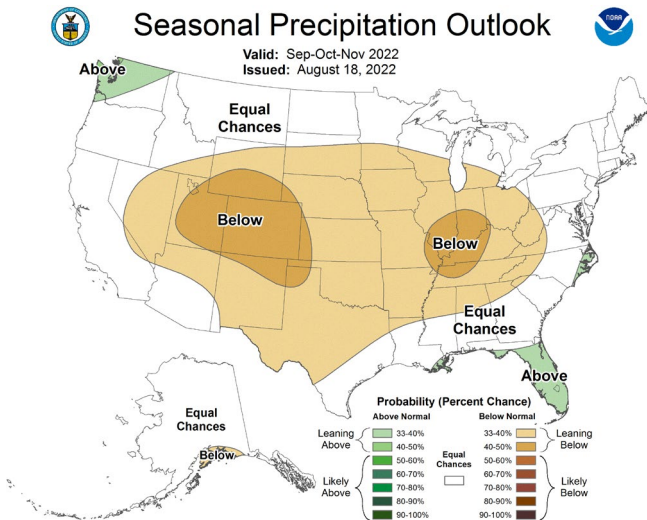 Seasonal Precipitation Outlook
NOAA
Valid: Sep-Oct-Nov 2022
Issued: August 18, 2022
Above
Equal
Chances
Below
Below
Equal
Chances
Above
Equal
Chances
Below
Probability (Percent Chance)
Above Normal Below Normal
Leaning
Above
33-40%
40-50%
Likely
Above
50-60%
60-70%
70-80%
80-90%
90-100%
Equal
Chances
33-40%
40-50%
Leaning
Below
50-60%
60-70%
70-80%
80-90%
90-100%
Likely
Below